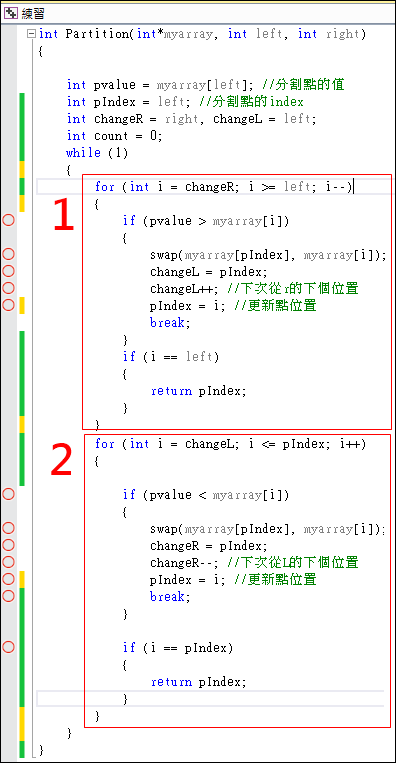 練習
int Partition(int*myarray, int left, int right)
{
int pvalue = myarray[left]; //分割點的值
int pIndex = left; //分割點的index
int changeR = right, changeL = left;
int count = 0;
while (1)
{
1
for (int i = changeR; i >= left; i--)
{
if (pvalue > myarray[i])
{
swap(myarray[pIndex], myarray[i]);
changeL = pIndex;
changeL++; //下次從r的下個位置
pIndex = i; //更新點位置
break;
}
if (i == left)
{
return pIndex;
}
}
2
for (int i = changeL; i <= pIndex; i++)
{
if (pvalue < myarray[i])
{
swap(myarray[pIndex], myarray[i]);
changeR = pIndex;
changeR--; //下次從L的下個位置
pIndex = i; //更新點位置
break;
}
if (i == pIndex)
{
return pIndex;
}
}
}
}